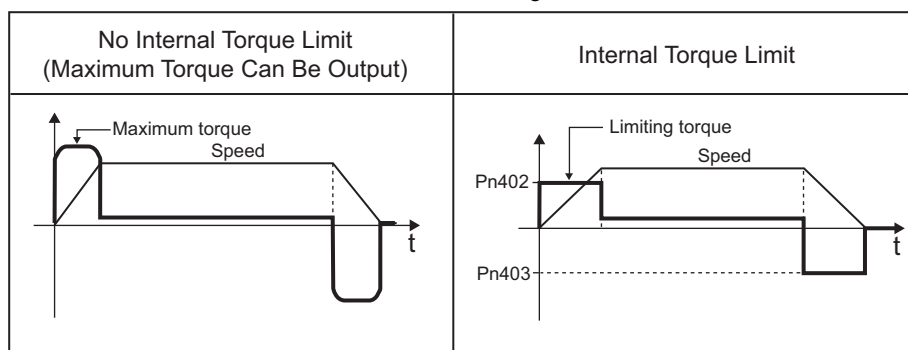 No Internal Torque Limit
(Maximum Torque Can Be Output)
Internal Torque Limit
Maximum torque
Speed
t
Limiting torque
Speed
Pn402
t
Pn403